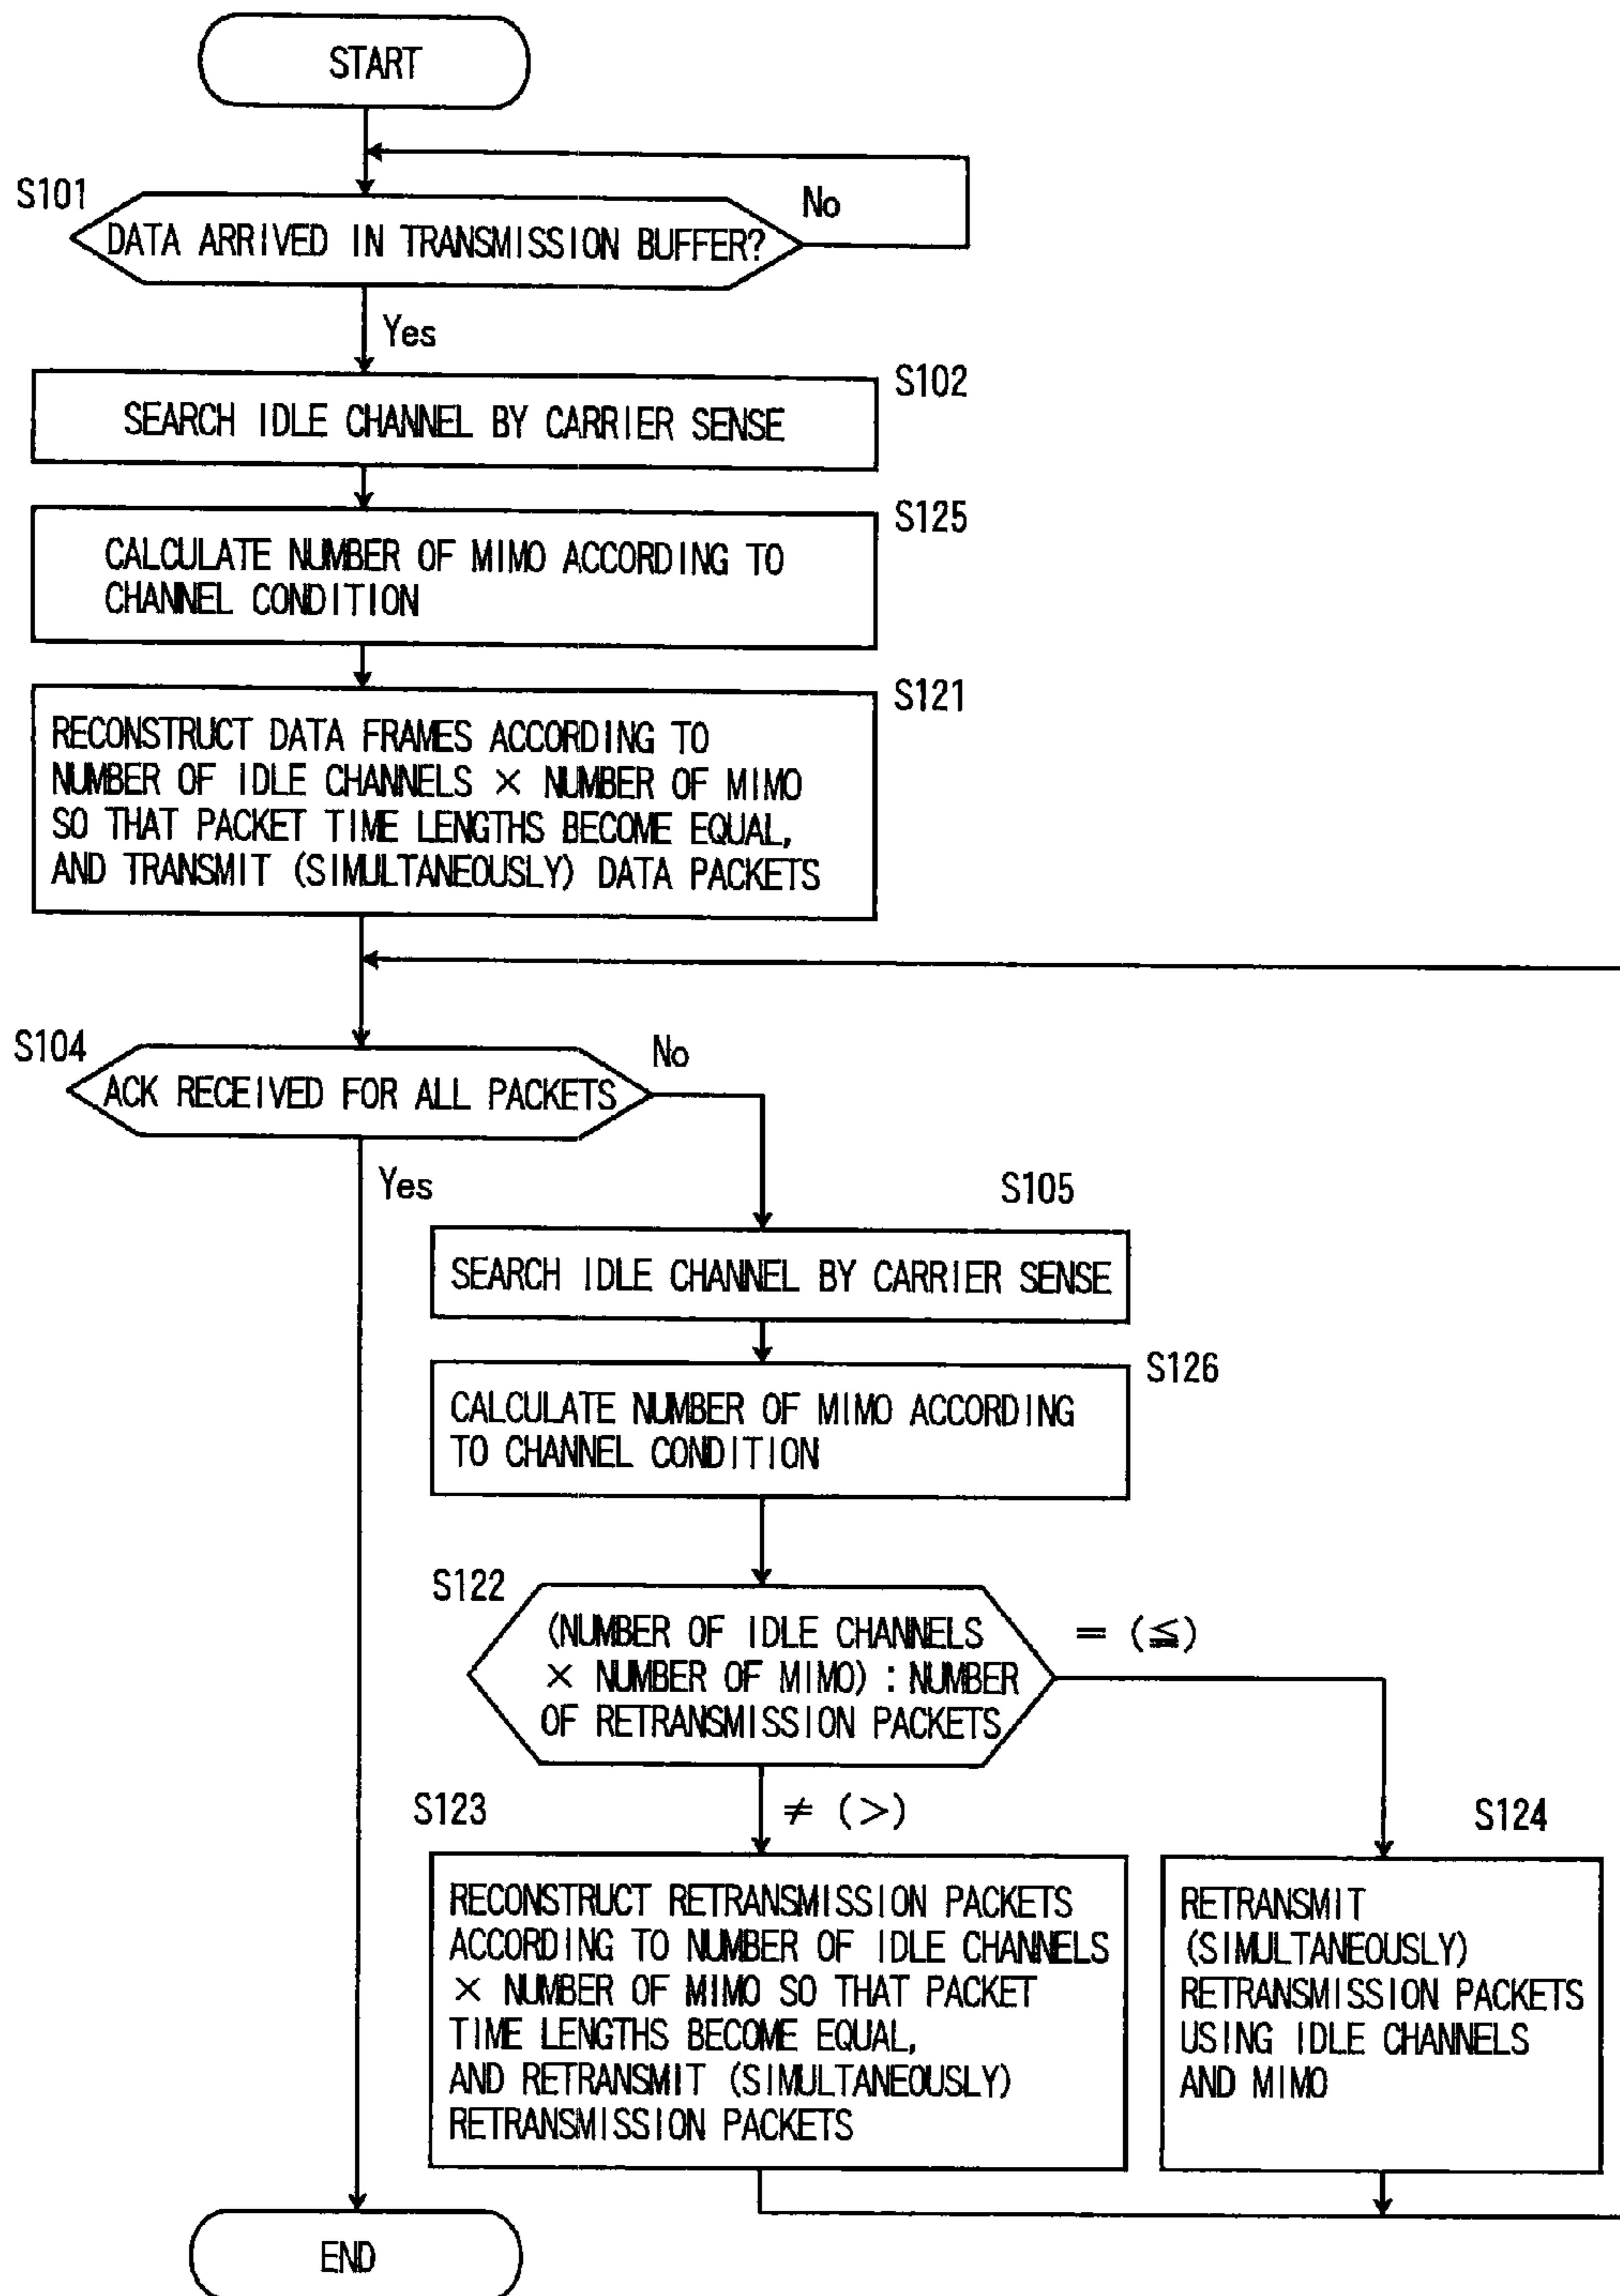 START
S101
No
DATA ARRIVED IN TRANSMISSION BUFFER?
Yes
S102
SEARCH IDLE CHANNEL BY CARRIER SENSE
S125
CALCULATE NUMBER OF MIMO ACCORDING TO
CHANNEL CONDITION
S121
RECONSTRUCT DATA FRAMES ACCORDING TO
NUMBER OF IDLE CHANNELS × NUMBER OF MIMO
SO THAT PACKET TIME LENGTHS BECOME EQUAL,
AND TRANSMIT (SIMULTANEOUSLY) DATA PACKETS
S104
No
ACK RECEIVED FOR ALL PACKETS
Yes
S105
SEARCH IDLE CHANNEL BY CARRIER SENSE
S126
CALCULATE NUMBER OF MIMO ACCORDING
TO CHANNEL CONDITION
S122
(NUMBER OF IDLE CHANNELS
× NUMBER OF MIMO) : NUMBER
OF RETRANSMISSION PACKETS
= (≦)
S123
≠ (>)
S124
RECONSTRUCT RETRANSMISSION PACKETS
ACCORDING TO NUMBER OF IDLE CHANNELS
× NUMBER OF MIMO SO THAT PACKET
TIME LENGTHS BECOME EQUAL,
AND RETRANSMIT (SIMULTANEOUSLY)
RETRANSMISSION PACKETS
RETRANSMIT
(SIMULTANEOUSLY)
RETRANSMISSION PACKETS
USING IDLE CHANNELS
AND MIMO
END